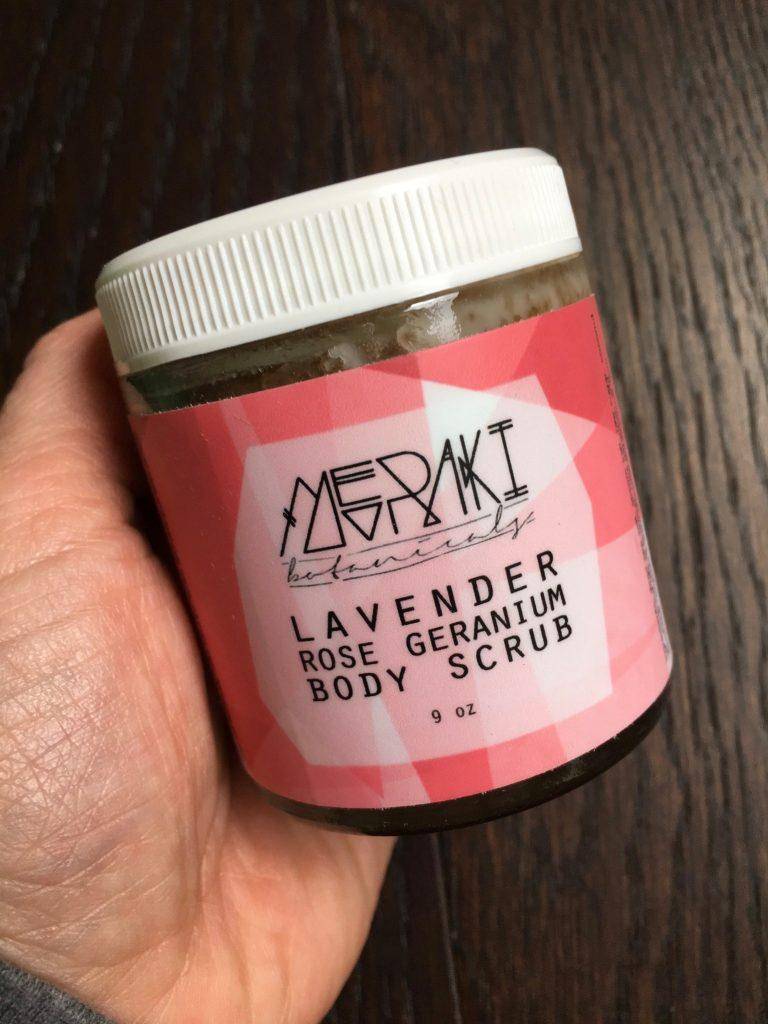 MERAKI
botanicals
LAVENDER
ROSE GERANIUM
BODY SCRUB
9 oz